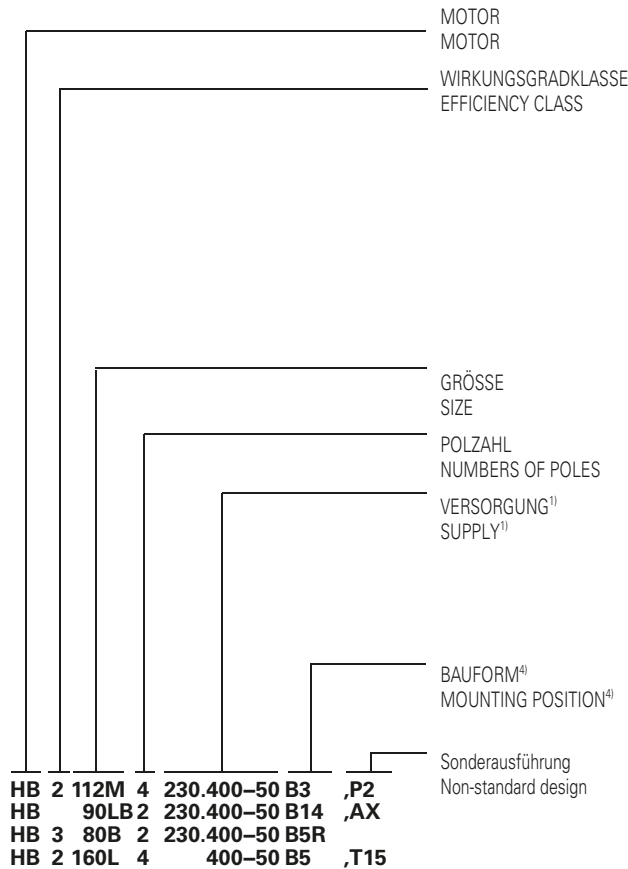 MOTOR
MOTOR
WIRKUNGSGRADKLASSE
EFFICIENCY CLASS
GRÖSSE
SIZE
POLZAHL
NUMBERS OF POLES
VERSORGUNG1)
SUPPLY1)
BAUFORM4)
MOUNTING POSITION4)
Sonderausführung
Non-standard design
HB 2 112M 4 230.400–50 B3 ,P2
HB 90LB 2 230.400–50 B14 ,AX
HB 3 80B 2 230.400–50 B5R
HB 2 160L 4 400–50 B5 ,T15